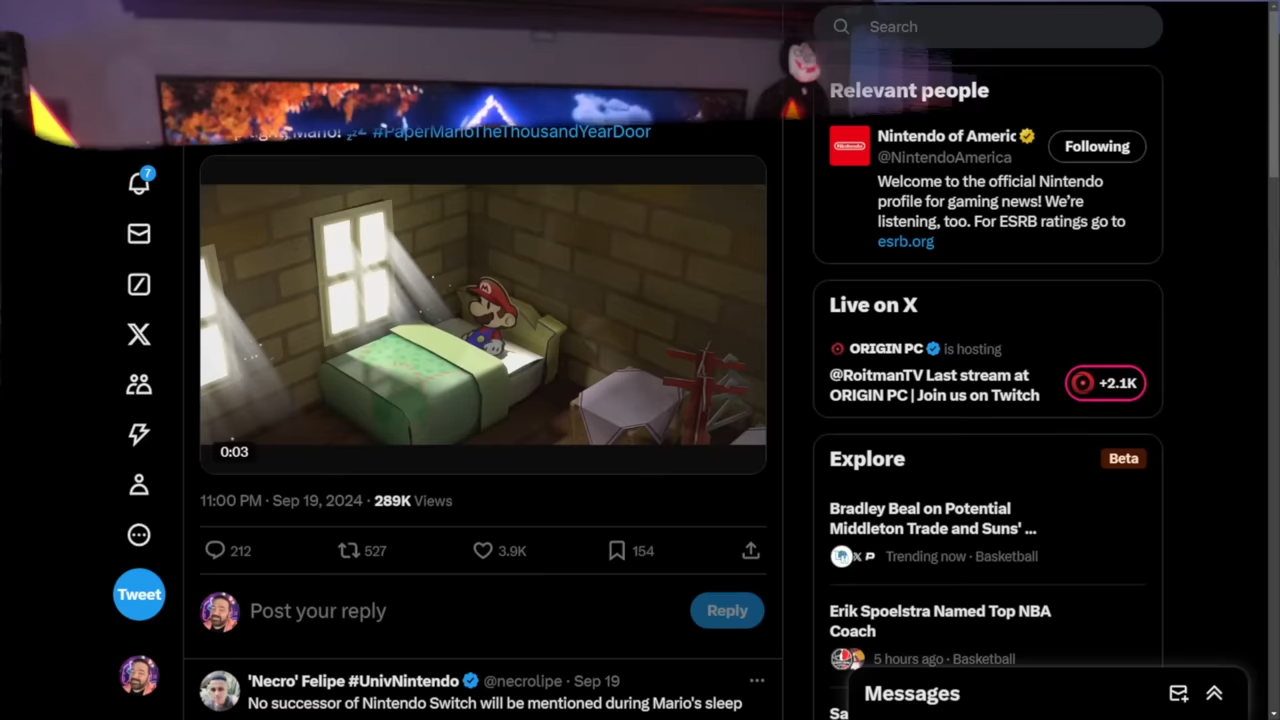 Search
Relevant people
Mario! 💤 #PaperMarioTheThousandYearDoor
Nintendo
Nintendo of Americ
@NintendoAmerica
Following
Welcome to the official Nintendo
profile for gaming news! We're
listening, too. For ESRB ratings go to
esrb.org
7
Live on X
ORIGIN PC is hosting
@RoitmanTV Last stream at
ORIGIN PC | Join us on Twitch
+2.1K
0:03
Explore
Beta
11:00 PM · Sep 19, 2024 · 289K Views
Bradley Beal on Potential
Middleton Trade and Suns' ...
Trending now · Basketball
212
527
3.9K
154
Tweet
Post your reply
Reply
Erik Spoelstra Named Top NBA
Coach
5 hours ago · Basketball
'Necro' Felipe #UnivNintendo @necrolipe · Sep 19
No successor of Nintendo Switch will be mentioned during Mario's sleep
Messages
Sa